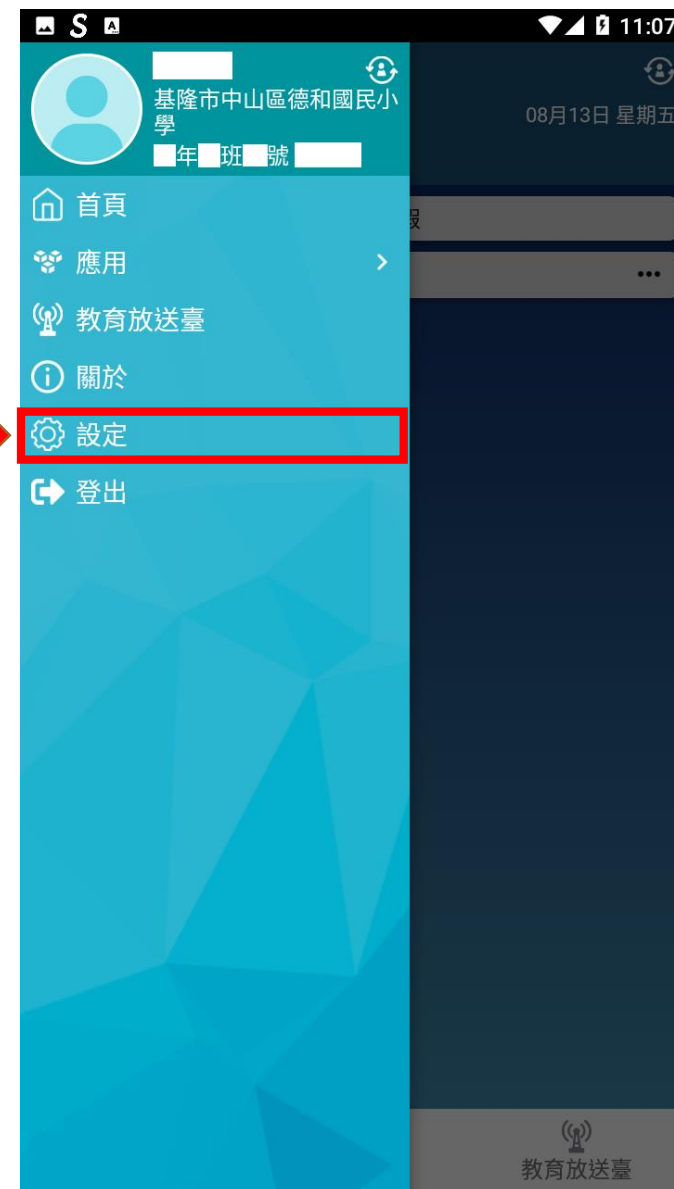 11:07
基隆市中山區德和國民小
學
年 班 號
08月13日 星期五
首頁
應用
教育放送臺
關於
設定
登出
教育放送臺